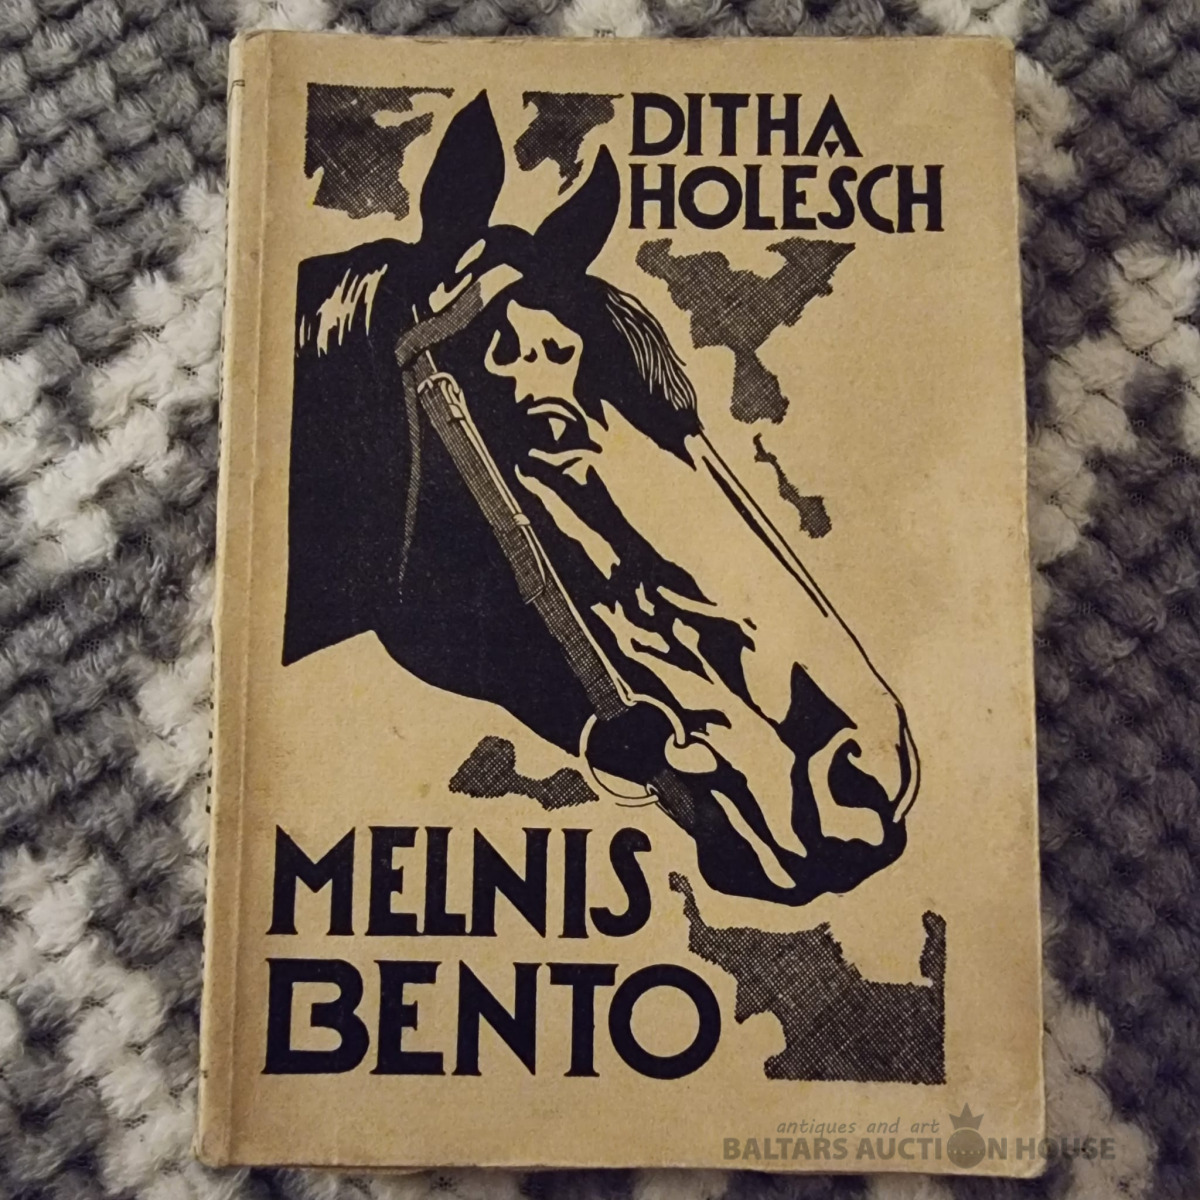 DITHA
HOLESCH
MELNIS
BENTO
antiques and art
BALTARS AUCTION HOUSE